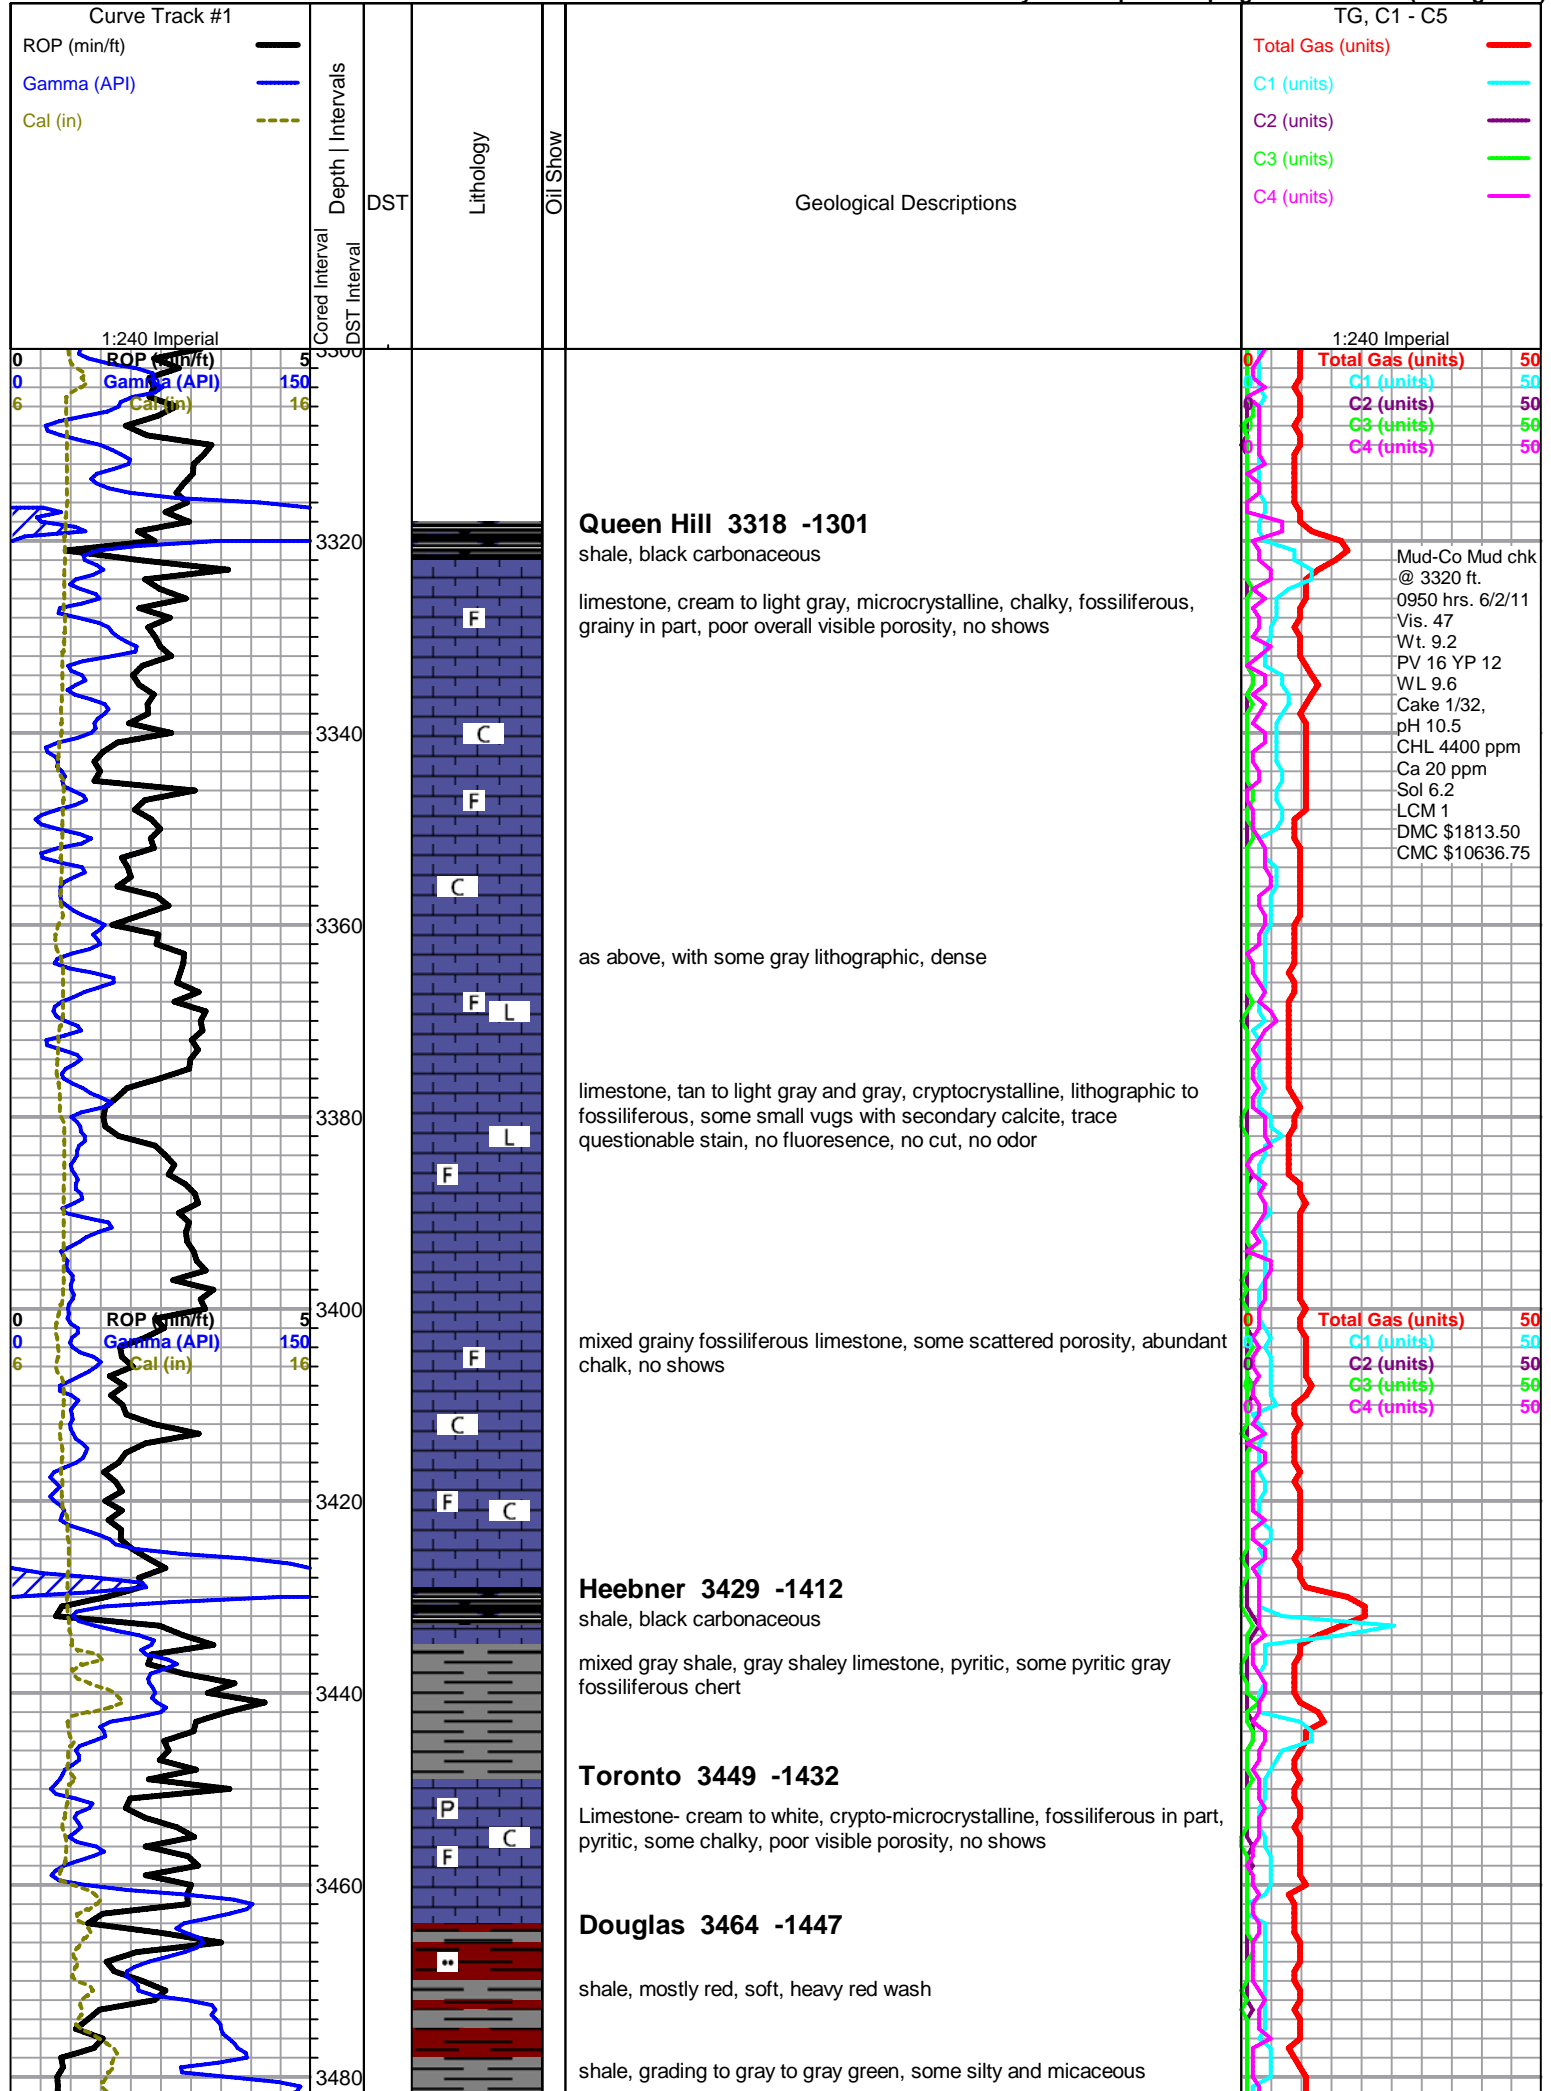 Curve Track #1
ROP (min/ft)
Gamma (API)
Cal (in)
1:240 Imperial
Cored Interval
Depth | Intervals
DST Interval
DST
Lithology
Oil Show
Geological Descriptions
TG, C1 - C5
Total Gas (units)
C1 (units)
C2 (units)
C3 (units)
C4 (units)
1:240 Imperial
0 ROP (min/ft) 5
0 Gamma (API) 150
6 Cal (in) 16
3300
0 Total Gas (units) 50
C1 (units) 50
0 C2 (units) 50
C3 (units) 50
0 C4 (units) 50
Queen Hill 3318 -1301
shale, black carbonaceous
3320
Mud-Co Mud chk
@ 3320 ft.
0950 hrs. 6/2/11
Vis. 47
Wt. 9.2
PV 16 YP 12
WL 9.6
Cake 1/32,
pH 10.5
CHL 4400 ppm
Ca 20 ppm
Sol 6.2
LCM 1
DMC $1813.50
CMC $10636.75
limestone, cream to light gray, microcrystalline, chalky, fossiliferous,
grainy in part, poor overall visible porosity, no shows
F
3340
C
F
C
3360
as above, with some gray lithographic, dense
F
L
limestone, tan to light gray and gray, cryptocrystalline, lithographic to
fossiliferous, some small vugs with secondary calcite, trace
questionable stain, no fluoresence, no cut, no odor
3380
L
F
3400
0 ROP (min/ft) 5
0 Gamma (API) 150
6 Cal (in) 16
0 Total Gas (units) 50
C1 (units) 50
0 C2 (units) 50
C3 (units) 50
0 C4 (units) 50
mixed grainy fossiliferous limestone, some scattered porosity, abundant
chalk, no shows
F
C
3420
F
C
Heebner 3429 -1412
shale, black carbonaceous
mixed gray shale, gray shaley limestone, pyritic, some pyritic gray
fossiliferous chert
3440
Toronto 3449 -1432
Limestone- cream to white, crypto-microcrystalline, fossiliferous in part,
pyritic, some chalky, poor visible porosity, no shows
P
C
F
3460
Douglas 3464 -1447
shale, mostly red, soft, heavy red wash
shale, grading to gray to gray green, some silty and micaceous
3480